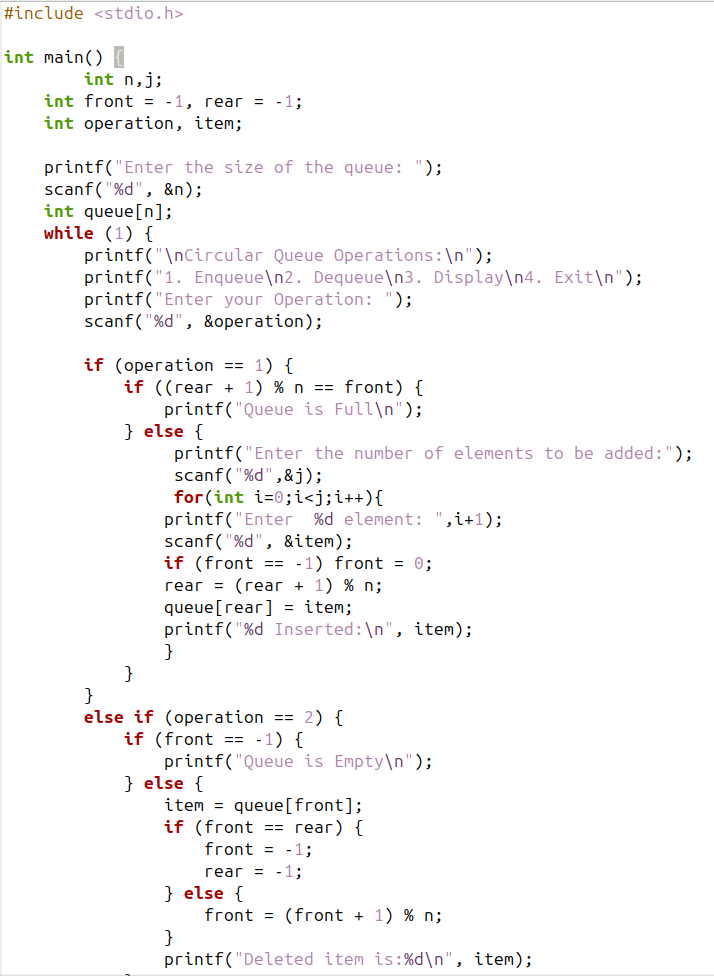 #include <stdio.h>
int main() {
int n,j;
int front = -1, rear = -1;
int operation, item;
printf("Enter the size of the queue: ");
scanf("%d", &n);
int queue[n];
while (1) {
printf("\nCircular Queue Operations:\n");
printf("1. Enqueue\n2. Dequeue\n3. Display\n4. Exit\n");
printf("Enter your Operation: ");
scanf("%d", &operation);
if (operation == 1) {
if ((rear + 1) % n == front) {
printf("Queue is Full\n");
} else {
printf("Enter the number of elements to be added:");
scanf("%d",&j);
for(int i=0;i<j;i++){
printf("Enter  %d element: ",i+1);
scanf("%d", &item);
if (front == -1) front = 0;
rear = (rear + 1) % n;
queue[rear] = item;
printf("%d Inserted:\n", item);
}
}
}
else if (operation == 2) {
if (front == -1) {
printf("Queue is Empty\n");
} else {
item = queue[front];
if (front == rear) {
front = -1;
rear = -1;
} else {
front = (front + 1) % n;
}
printf("Deleted item is:%d\n", item);